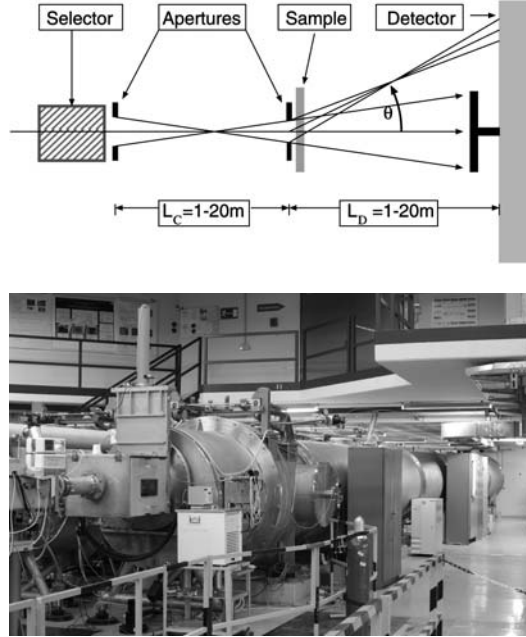 Selector Apertures Sample Detector
θ
L_C=1-20m L_D =1-20m